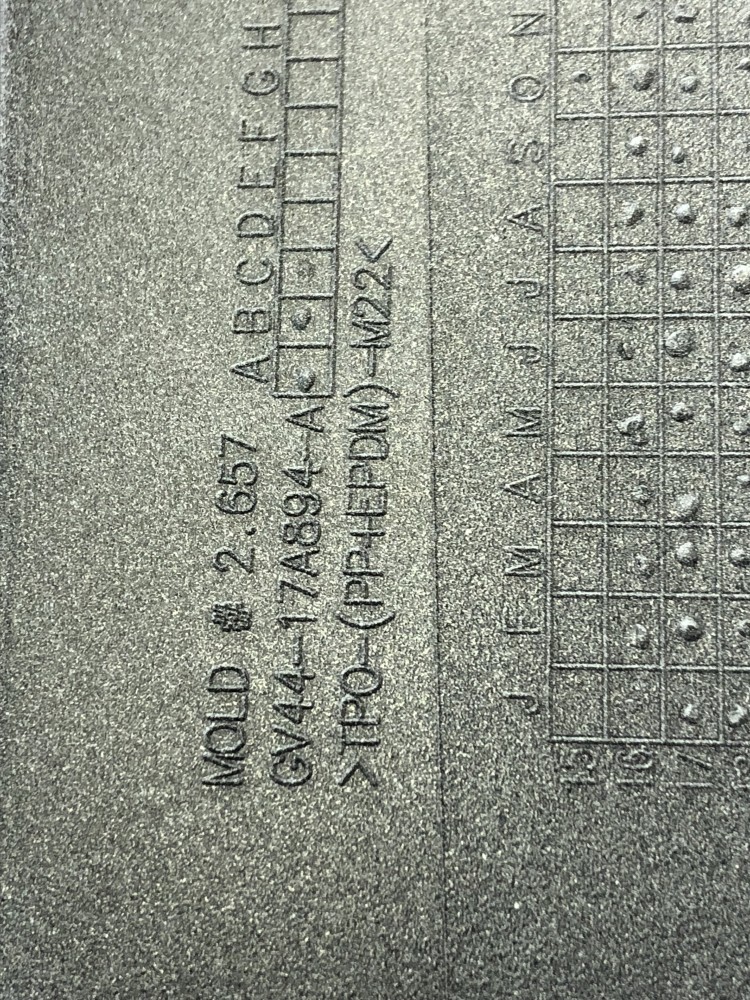 A B C D E F G H
MOLD # 2.657
GV44-17A894-A
>TPO-(PP+EPDM)-M22<
J F M A M J J A S O N
15
16
17